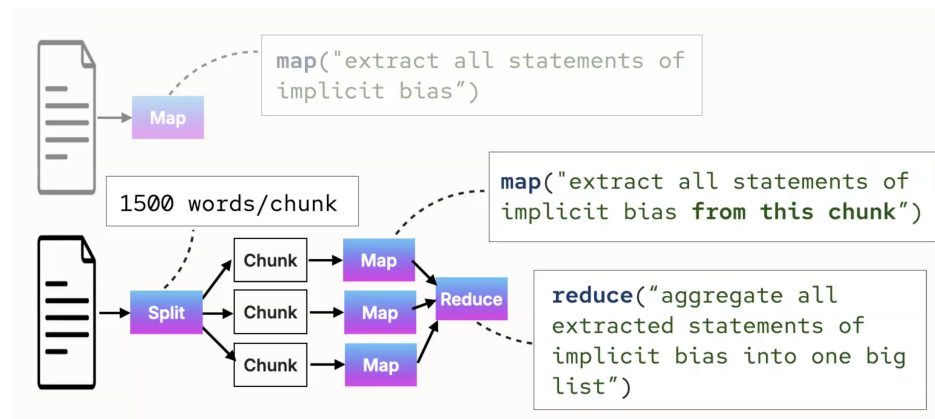 map("extract all statements of
implicit bias”)
Map
1500 words/chunk
map("extract all statements of
implicit bias from this chunk”)
Split
Chunk
Map
Chunk
Map
Chunk
Map
Reduce
reduce(“aggregate all
extracted statements of
implicit bias into one big
list”)